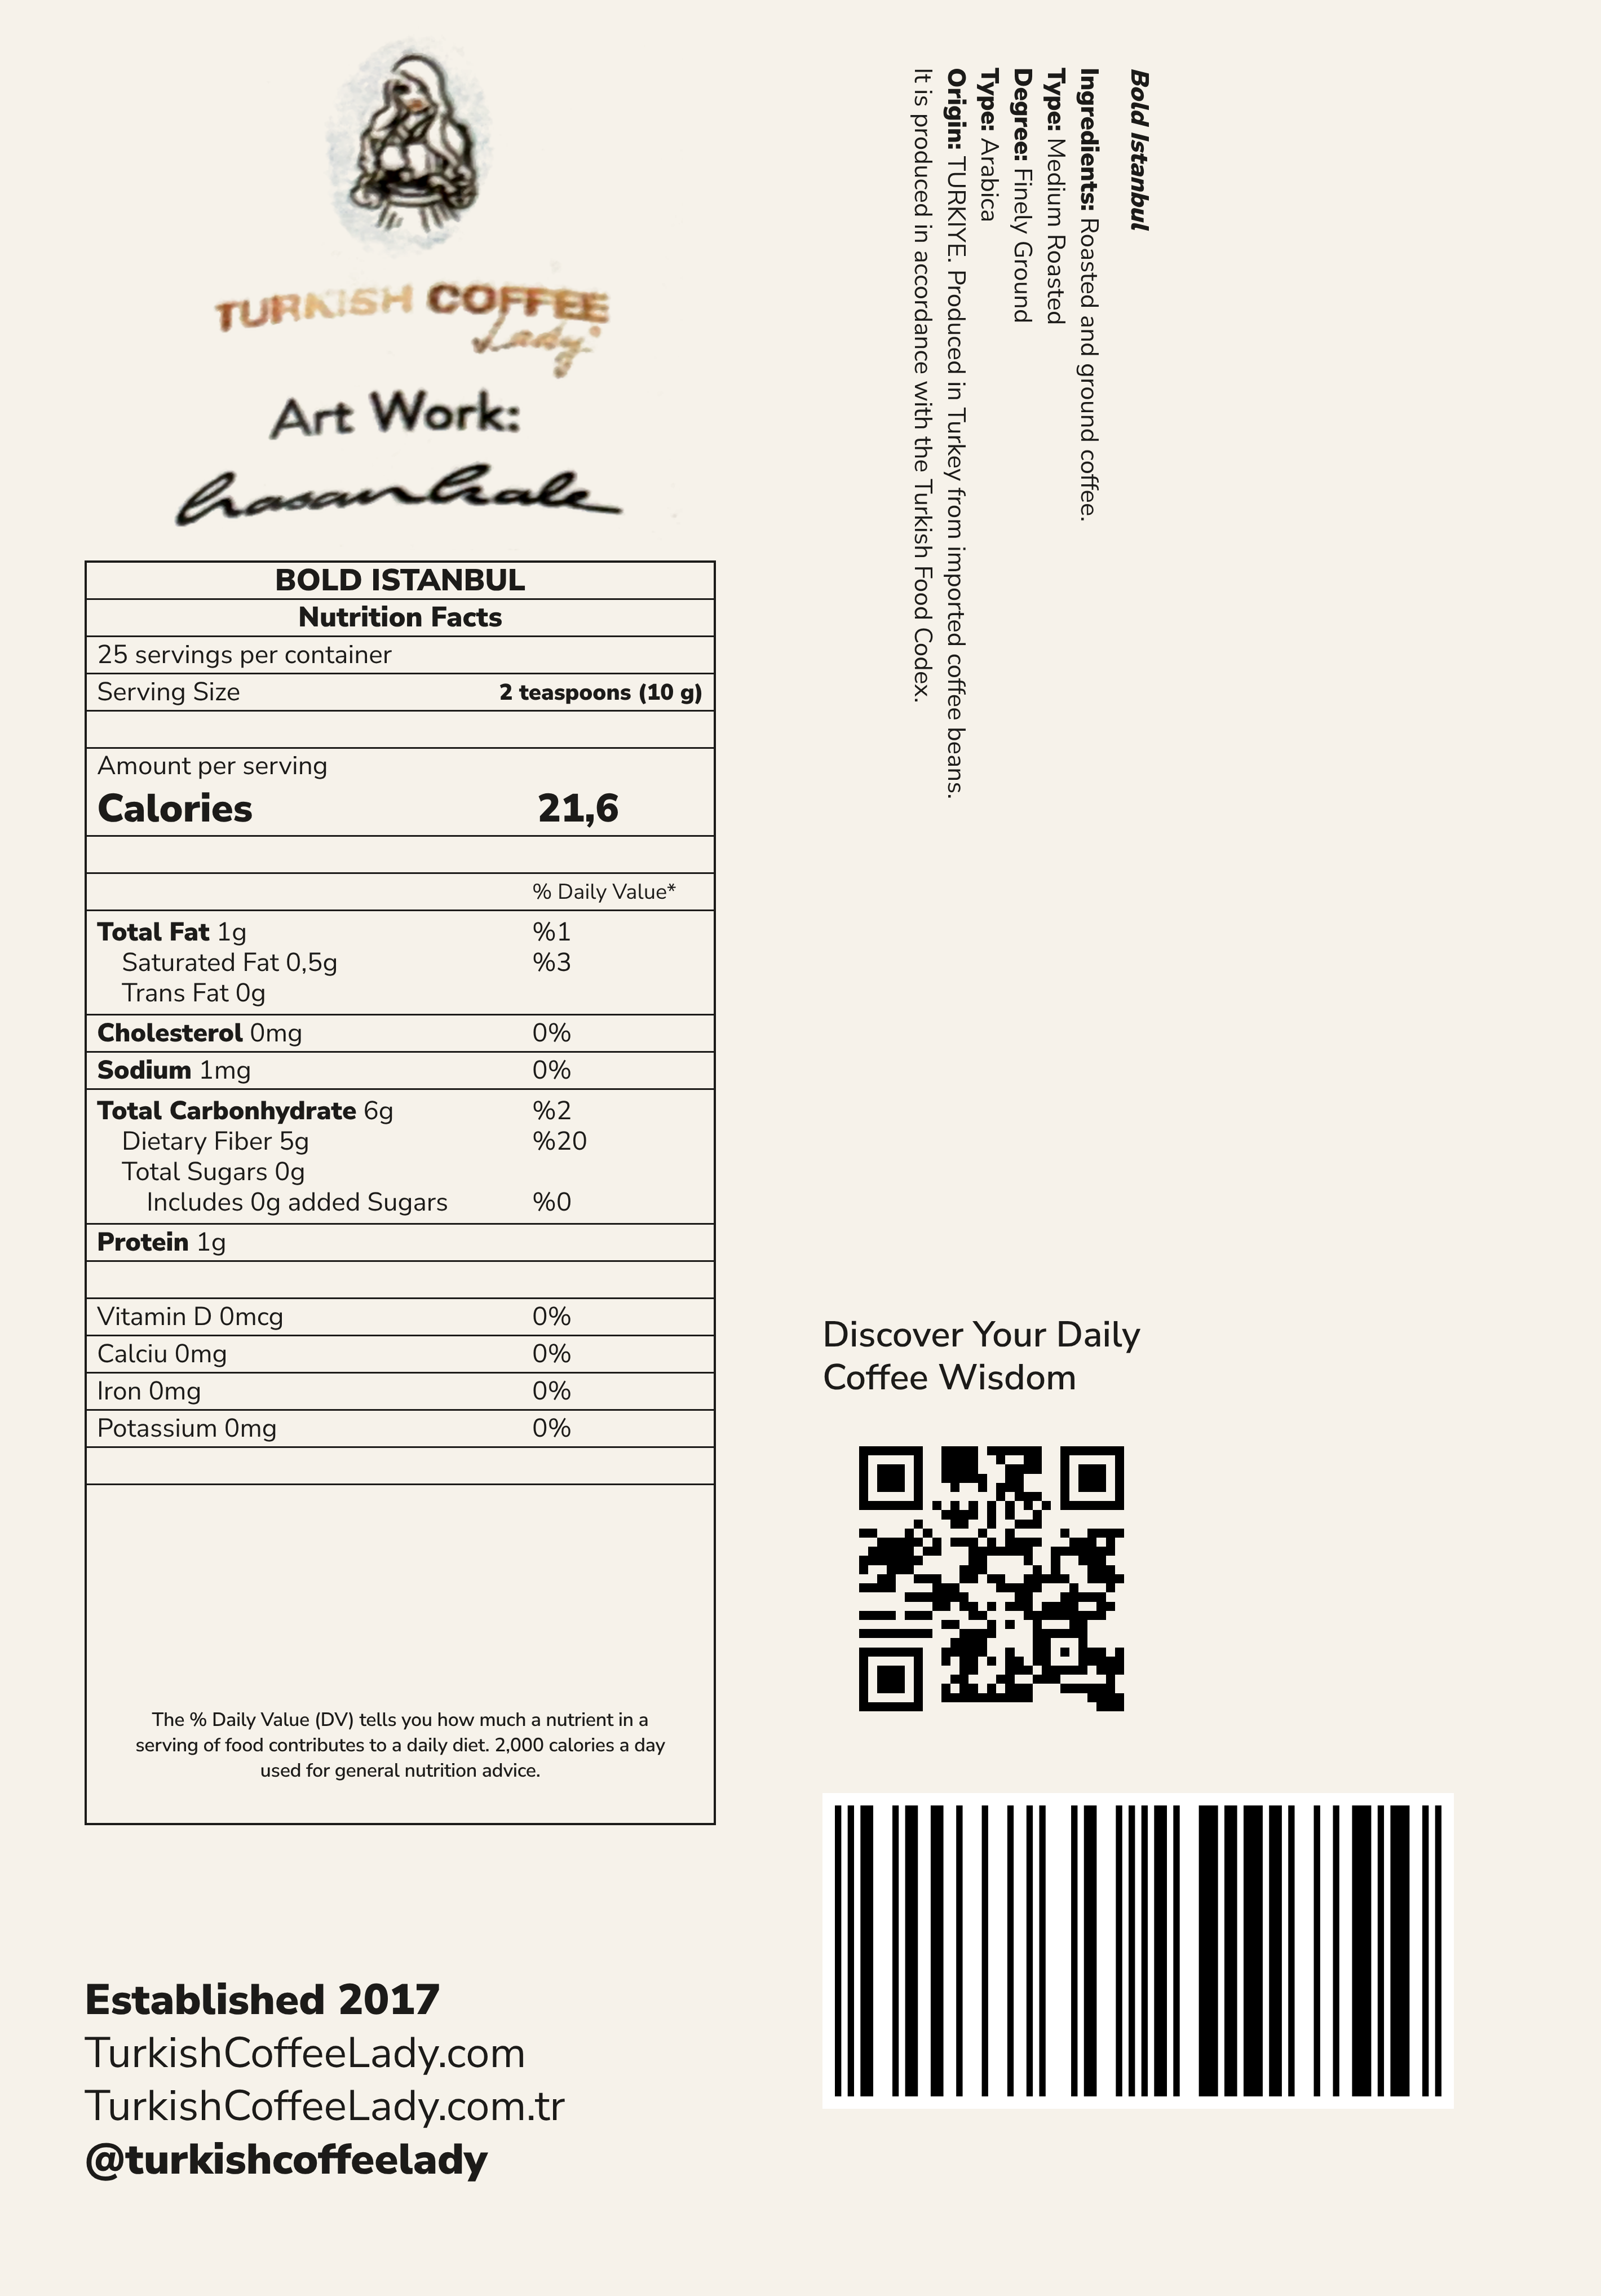 TURKISH COFFEE
Lady
Art Work:
hasan kale
BOLD ISTANBUL
Nutrition Facts
25 servings per container
Serving Size 2 teaspoons (10 g)
Amount per serving
Calories 21,6
% Daily Value*
Total Fat 1g %1
Saturated Fat 0,5g %3
Trans Fat 0g
Cholesterol 0mg 0%
Sodium 1mg 0%
Total Carbonhydrate 6g %2
Dietary Fiber 5g %20
Total Sugars 0g
Includes 0g added Sugars %0
Protein 1g
Vitamin D 0mcg 0%
Calciu 0mg 0%
Iron 0mg 0%
Potassium 0mg 0%
The % Daily Value (DV) tells you how much a nutrient in a
serving of food contributes to a daily diet. 2,000 calories a day
used for general nutrition advice.
Established 2017
TurkishCoffeeLady.com
TurkishCoffeeLady.com.tr
@turkishcoffeelady
Bold Istanbul
Ingredients: Roasted and ground coffee.
Type: Medium Roasted
Degree: Finely Ground
Type: Arabica
Origin: TURKIYE. Produced in Turkey from imported coffee beans.
It is produced in accordance with the Turkish Food Codex.
Discover Your Daily
Coffee Wisdom